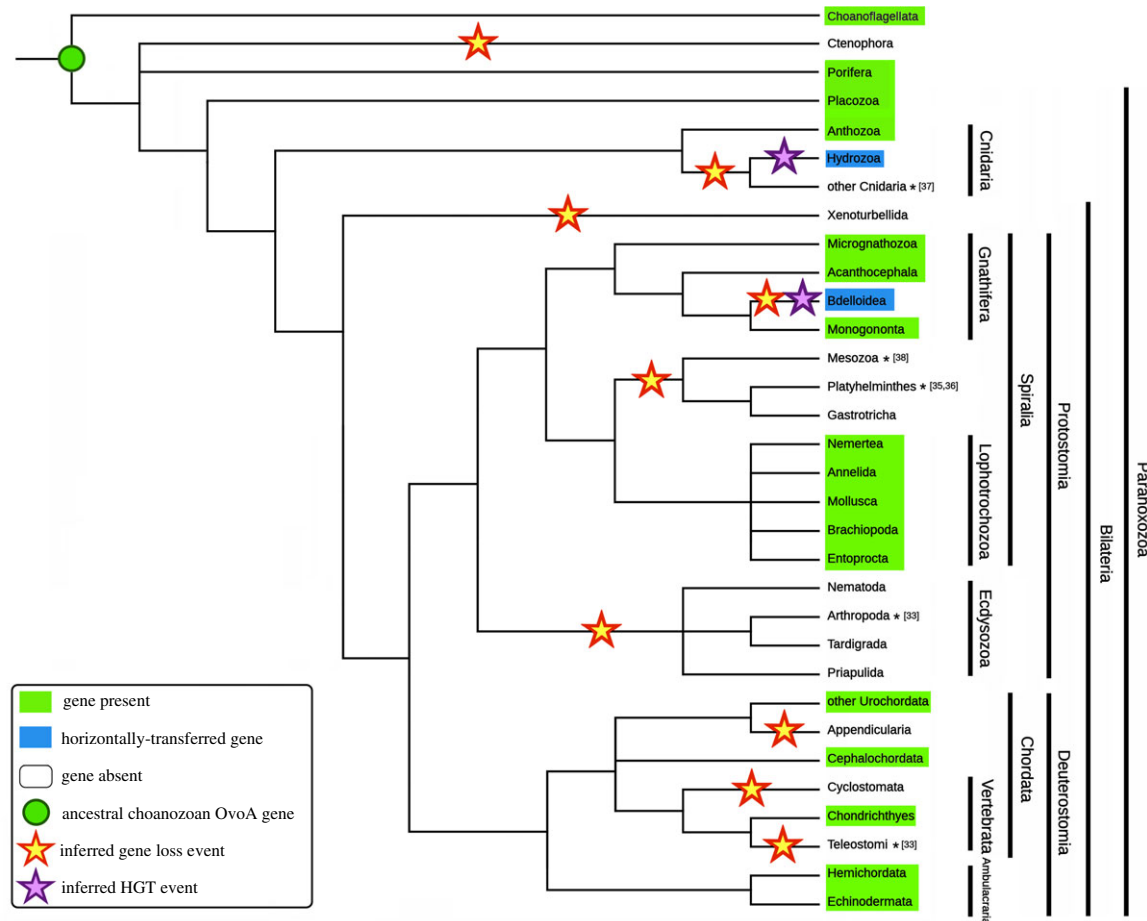 Choanoflagellata
Ctenophora
Porifera
Placozoa
Anthozoa
Hydrozoa
other Cnidaria * [37]
Xenoturbellida
Micrognathozoa
Acanthocephala
Bdelloidea
Monogononta
Mesozoa * [38]
Platyhelminthes * [35,36]
Gastrotricha
Nemertea
Annelida
Mollusca
Brachiopoda
Entoprocta
Nematoda
Arthropoda * [33]
Tardigrada
Priapulida
other Urochordata
Appendicularia
Cephalochordata
Cyclostomata
Chondrichthyes
Teleostomi * [33]
Hemichordata
Echinodermata
Cnidaria
Gnathifera
Lophotrochozoa
Ecdysozoa
Vertebrata
Ambulacraria
Spiralia
Chordata
Protostomia
Deuterostomia
Bilateria
Paranoxozoa
gene present
horizontally-transferred gene
gene absent
ancestral choanozoan OvoA gene
inferred gene loss event
inferred HGT event